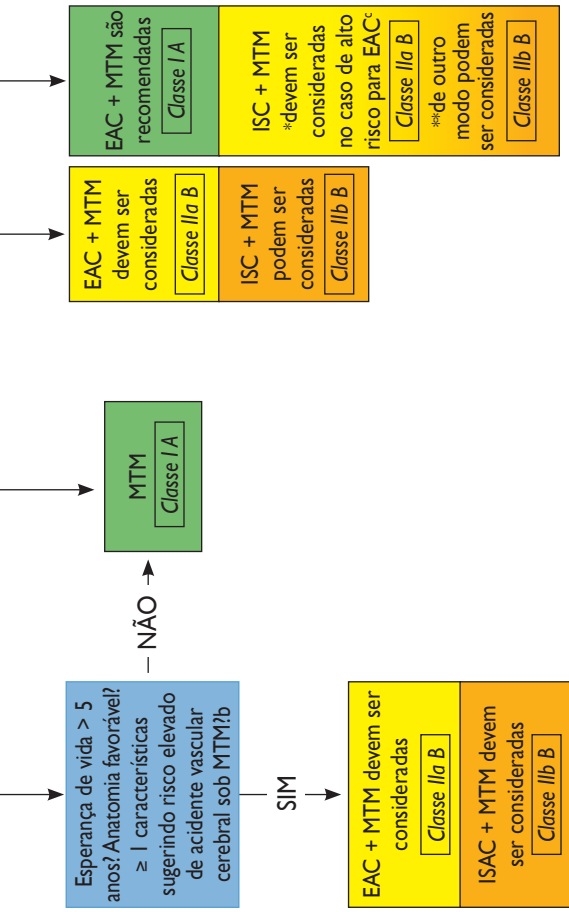 Esperança de vida > 5
anos? Anatomia favorável?
≥ 1 características
sugerindo risco elevado
de acidente vascular
cerebral sob MTM?b
NÃO
MTM
Classe I A
SIM
EAC + MTM devem ser
consideradas
Classe IIa B
ISAC + MTM devem
ser consideradas
Classe IIb B
EAC + MTM
devem ser
consideradas
Classe IIa B
ISC + MTM
podem ser
consideradas
Classe IIb B
EAC + MTM são
recomendadas
Classe I A
ISC + MTM
*devem ser
consideradas
no caso de alto
risco para EACc
Classe IIa B
**de outro
modo podem
ser consideradas
Classe IIb B